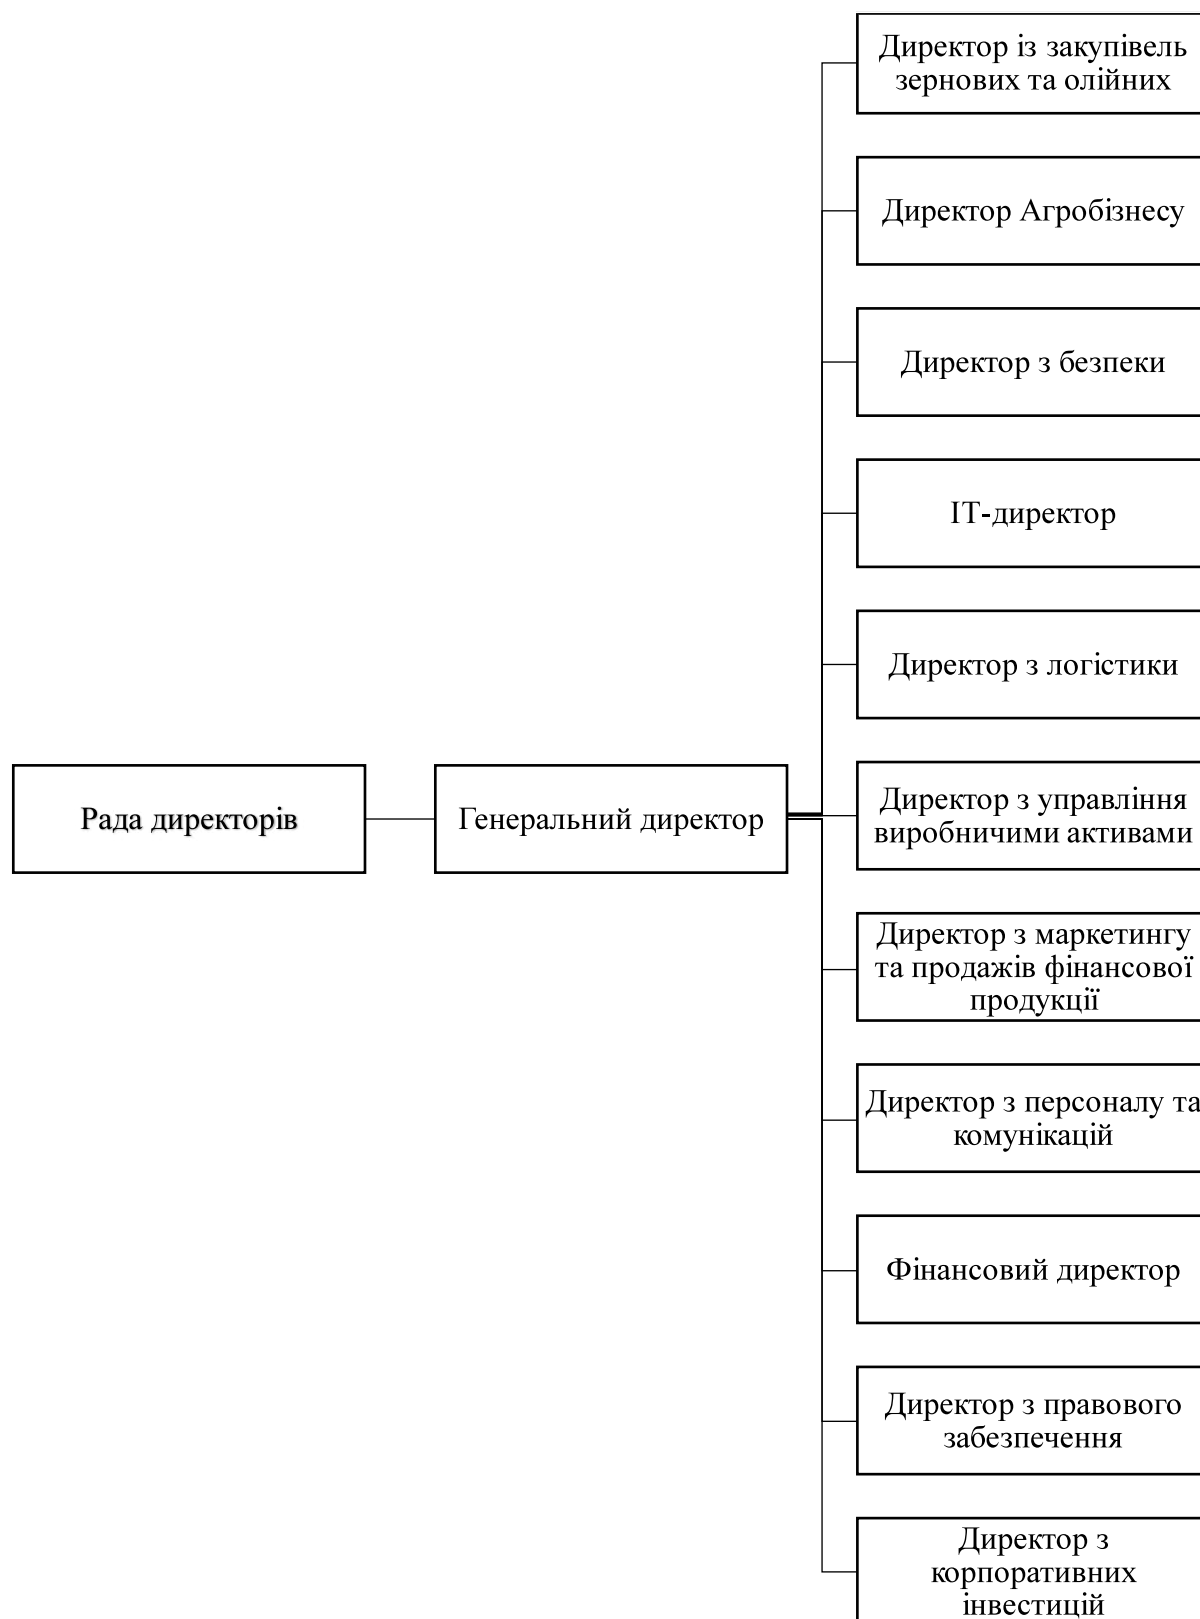 Директор із закупівель
зернових та олійних
Директор Агробізнесу
Директор з безпеки
ІТ-директор
Директор з логістики
Рада директорів
Генеральний директор
Директор з управління
виробничими активами
Директор з маркетингу
та продажів фінансової
продукції
Директор з персоналу та
комунікацій
Фінансовий директор
Директор з правового
забезпечення
Директор з
корпоративних
інвестицій